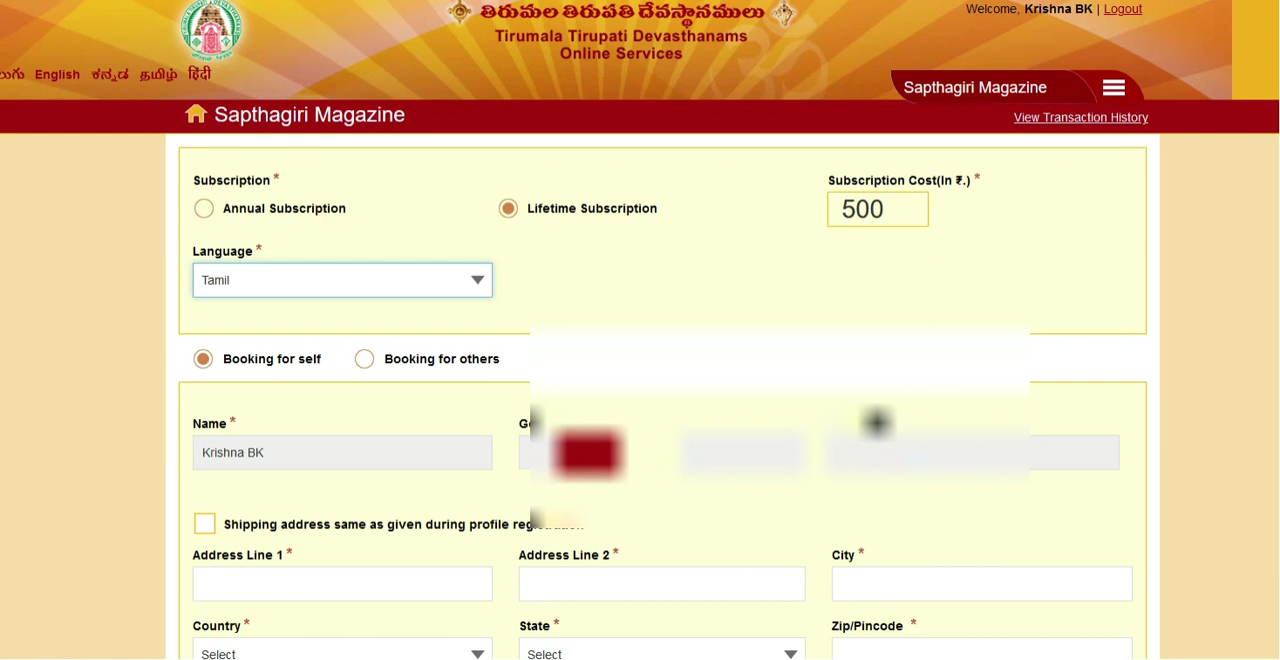 తిరుమల తిరుపతి దేవస్థానములు
Welcome, Krishna BK | Logout
Tirumala Tirupati Devasthanams
Online Services
English ಕನ್ನಡ தமிழ் हिंदी
Sapthagiri Magazine
Sapthagiri Magazine
View Transaction History
Subscription *
Subscription Cost(In ₹.) *
Annual Subscription
Lifetime Subscription
500
Language *
Tamil
Booking for self
Booking for others
Name *
Krishna BK
Shipping address same as given during profile
Address Line 1 *
Address Line 2 *
City *
Country *
State *
Zip/Pincode *
Select
Select